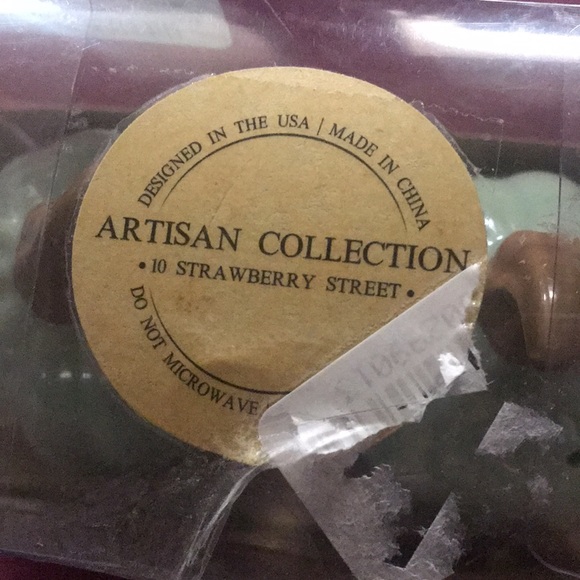 DESIGNED IN THE USA | MADE IN CHINA
ARTISAN COLLECTION
• 10 STRAWBERRY STREET •
DO NOT MICROWAVE